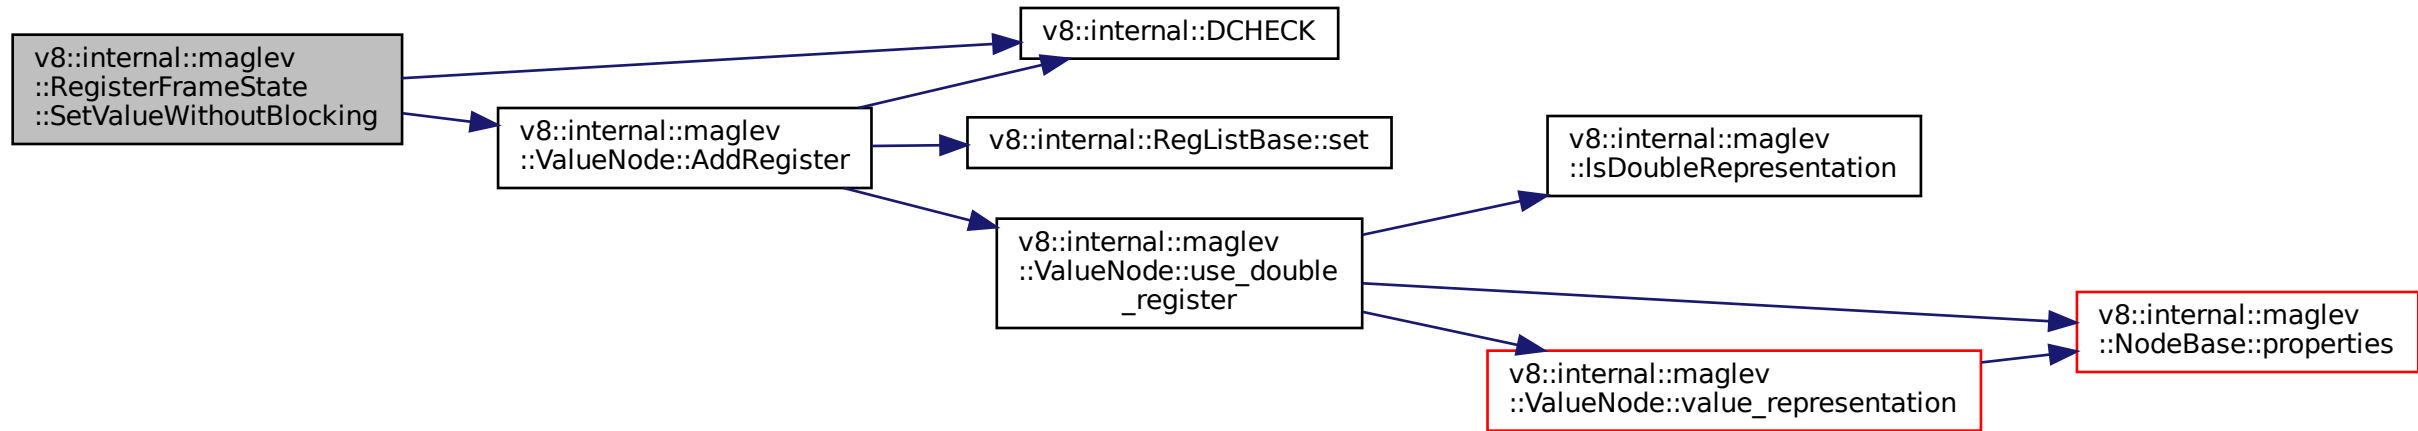 v8::internal::maglev
::RegisterFrameState
::SetValueWithoutBlocking
v8::internal::DCHECK
v8::internal::maglev
::ValueNode::AddRegister
v8::internal::RegListBase::set
v8::internal::maglev
::ValueNode::use_double
_register
v8::internal::maglev
::IsDoubleRepresentation
v8::internal::maglev
::ValueNode::value_representation
v8::internal::maglev
::NodeBase::properties